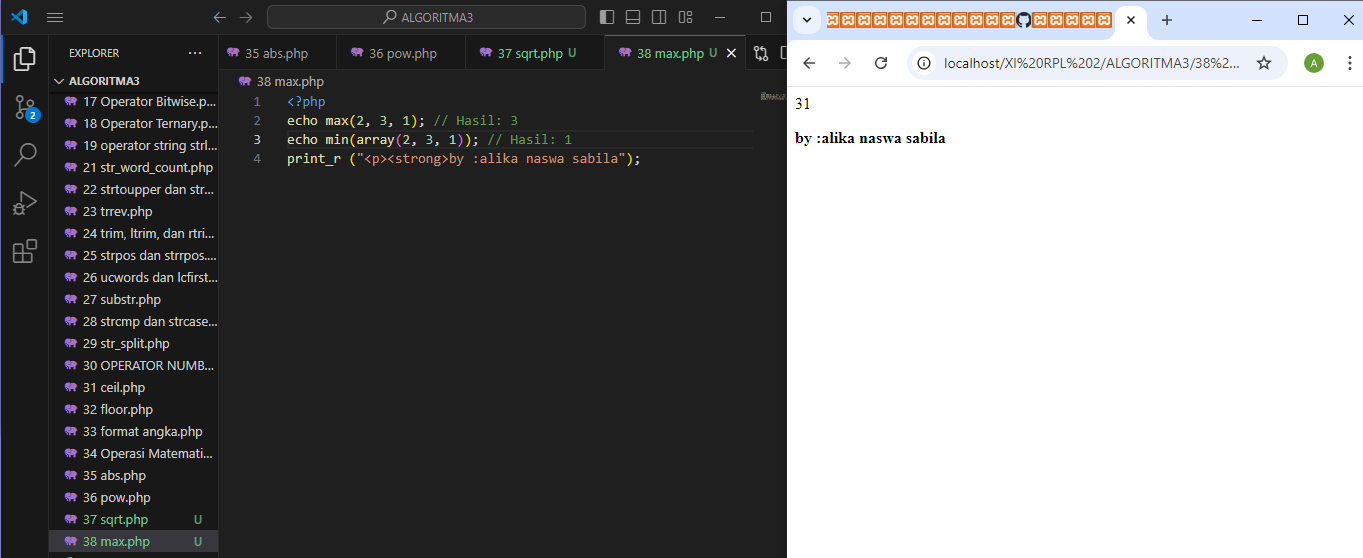 ALGORITMA3
EXPLORER
ALGORITMA3
17 Operator Bitwise.p...
18 Operator Ternary.p...
19 operator string strl...
21 str_word_count.php
22 strtoupper dan str...
23 trrev.php
24 trim, ltrim, dan rtri...
25 strpos dan strrpos....
26 ucwords dan lcfirst...
27 substr.php
28 strcmp dan strcase...
29 str_split.php
30 OPERATOR NUMB...
31 ceil.php
32 floor.php
33 format angka.php
34 Operasi Matemati...
35 abs.php
36 pow.php
37 sqrt.php U
38 max.php U
2
35 abs.php
36 pow.php
37 sqrt.php U
38 max.php U
38 max.php
1 <?php
2 echo max(2, 3, 1); // Hasil: 3
3 echo min(array(2, 3, 1)); // Hasil: 1
4 print_r ("<p><strong>by :alika naswa sabila");
localhost/XI%20RPL%202/ALGORITMA3/38%2...
A
31
by :alika naswa sabila